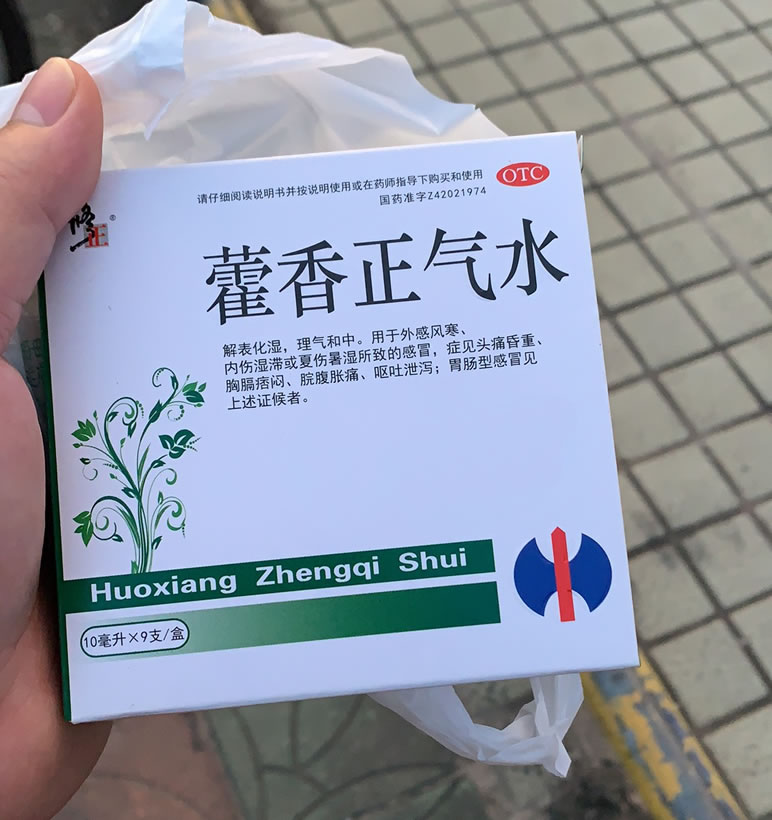 请仔细阅读说明书并按说明使用或在药师指导下购买和使用
OTC
国药准字Z42021974
修正®
藿香正气水
解表化湿,理气和中。用于外感风寒、
内伤湿滞或夏伤暑湿所致的感冒,症见头痛昏重、
胸膈痞闷、脘腹胀痛、呕吐泄泻;胃肠型感冒见
上述证候者。
Huoxiang Zhengqi Shui
10毫升×9支/盒